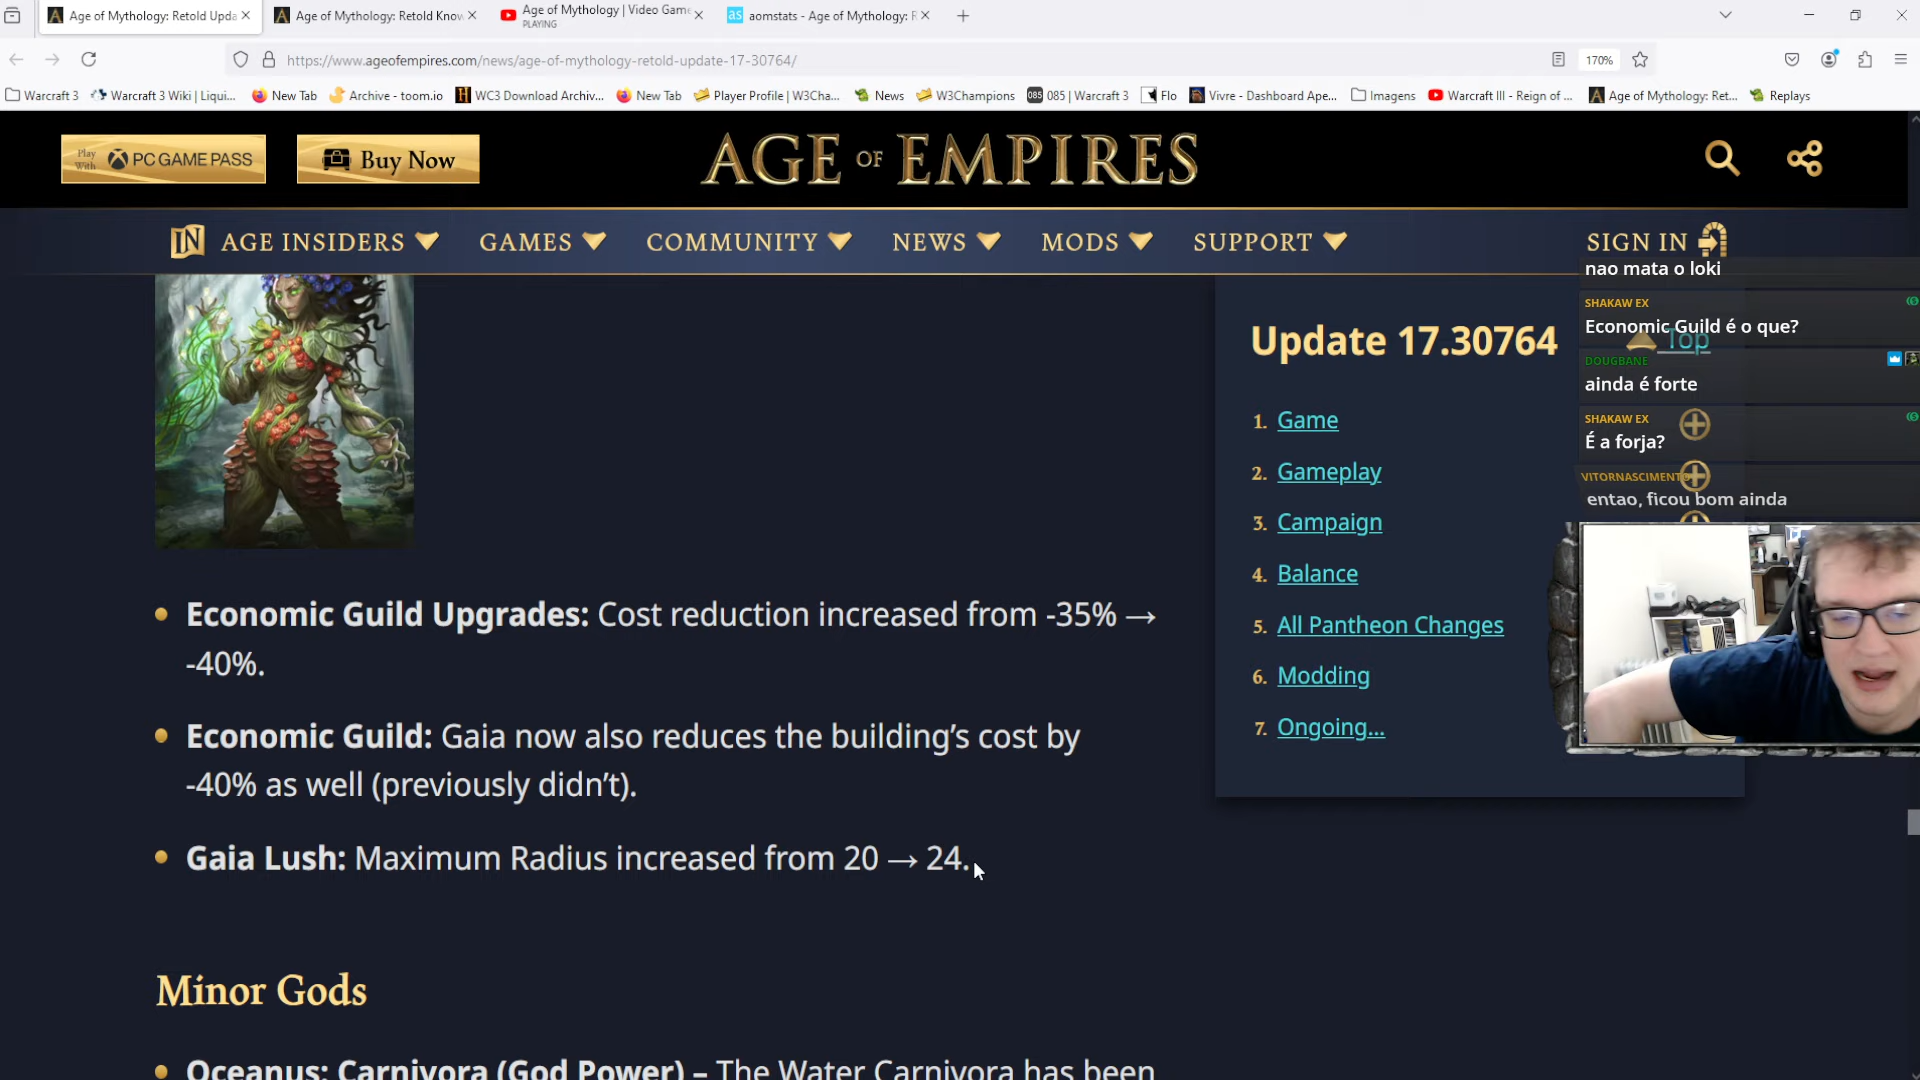 Age of Mythology: Retold Upda
Age of Mythology: Retold Know
Age of Mythology | Video Game
PLAYING
aomstats - Age of Mythology: R
https://www.ageofempires.com/news/age-of-mythology-retold-update-17-30764/
170%
Warcraft 3
Warcraft 3 Wiki | Liqui...
New Tab
Archive - toom.io
WC3 Download Archiv...
New Tab
Player Profile | W3Cha...
News
W3Champions
085 | Warcraft 3
Flo
Vivre - Dashboard Ape...
Imagens
Warcraft III - Reign of ...
Age of Mythology: Ret...
Replays
Play With PC GAME PASS
Buy Now
AGE OF EMPIRES
IN AGE INSIDERS
GAMES
COMMUNITY
NEWS
MODS
SUPPORT
SIGN IN
Economic Guild Upgrades: Cost reduction increased from -35% →
-40%.
Economic Guild: Gaia now also reduces the building’s cost by
-40% as well (previously didn’t).
Gaia Lush: Maximum Radius increased from 20 → 24.
Minor Gods
Oceanus: Carnivora (God Power) – The Water Carnivora has been
Update 17.30764
Top
1. Game
2. Gameplay
3. Campaign
4. Balance
5. All Pantheon Changes
6. Modding
7. Ongoing...
nao mata o loki
SHAKAW EX
Economic Guild é o que?
DOUGBANE
ainda é forte
SHAKAW EX
É a forja?
VITORNASCIMENTO
entao, ficou bom ainda